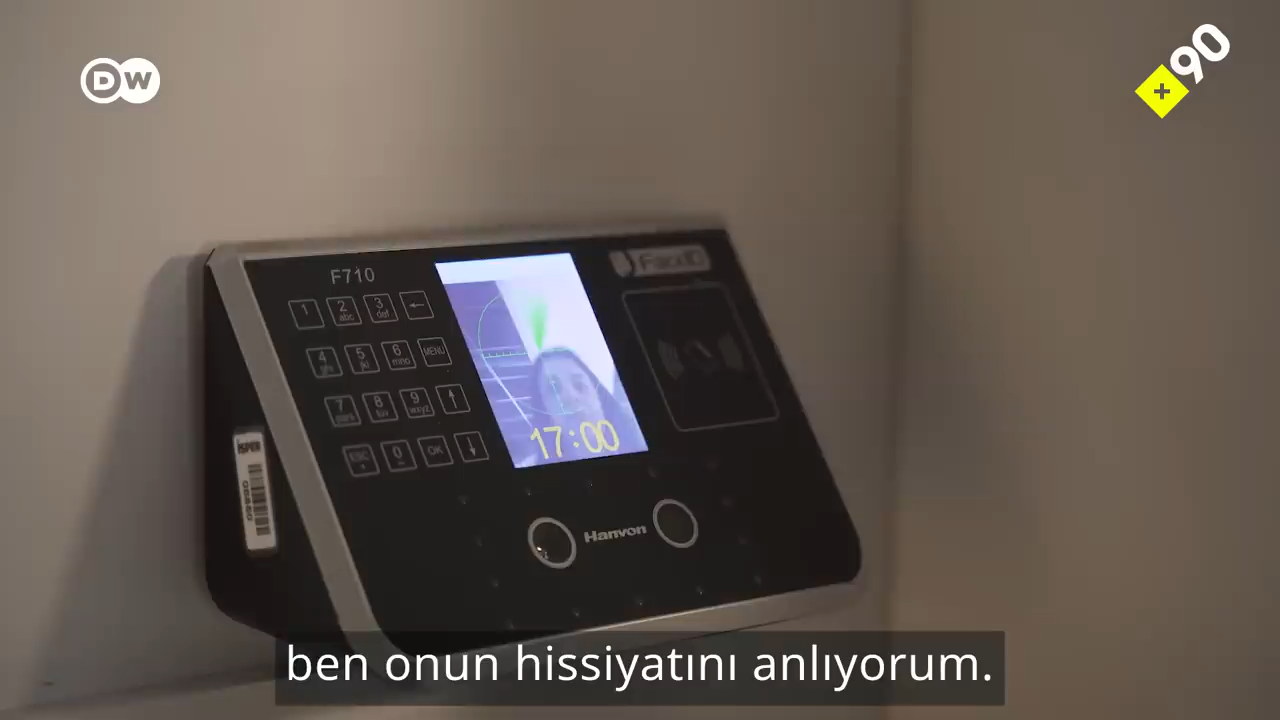 DW
+90
F710
FaceID
1 2 abc 3 def ←
4 ghi 5 jkl 6 mno MENU
7 pqrs 8 tuv 9 wxyz ↑
ESC 0 OK ↓
17:00
İSPER
Hanvon
ben onun hissiyatını anlıyorum.